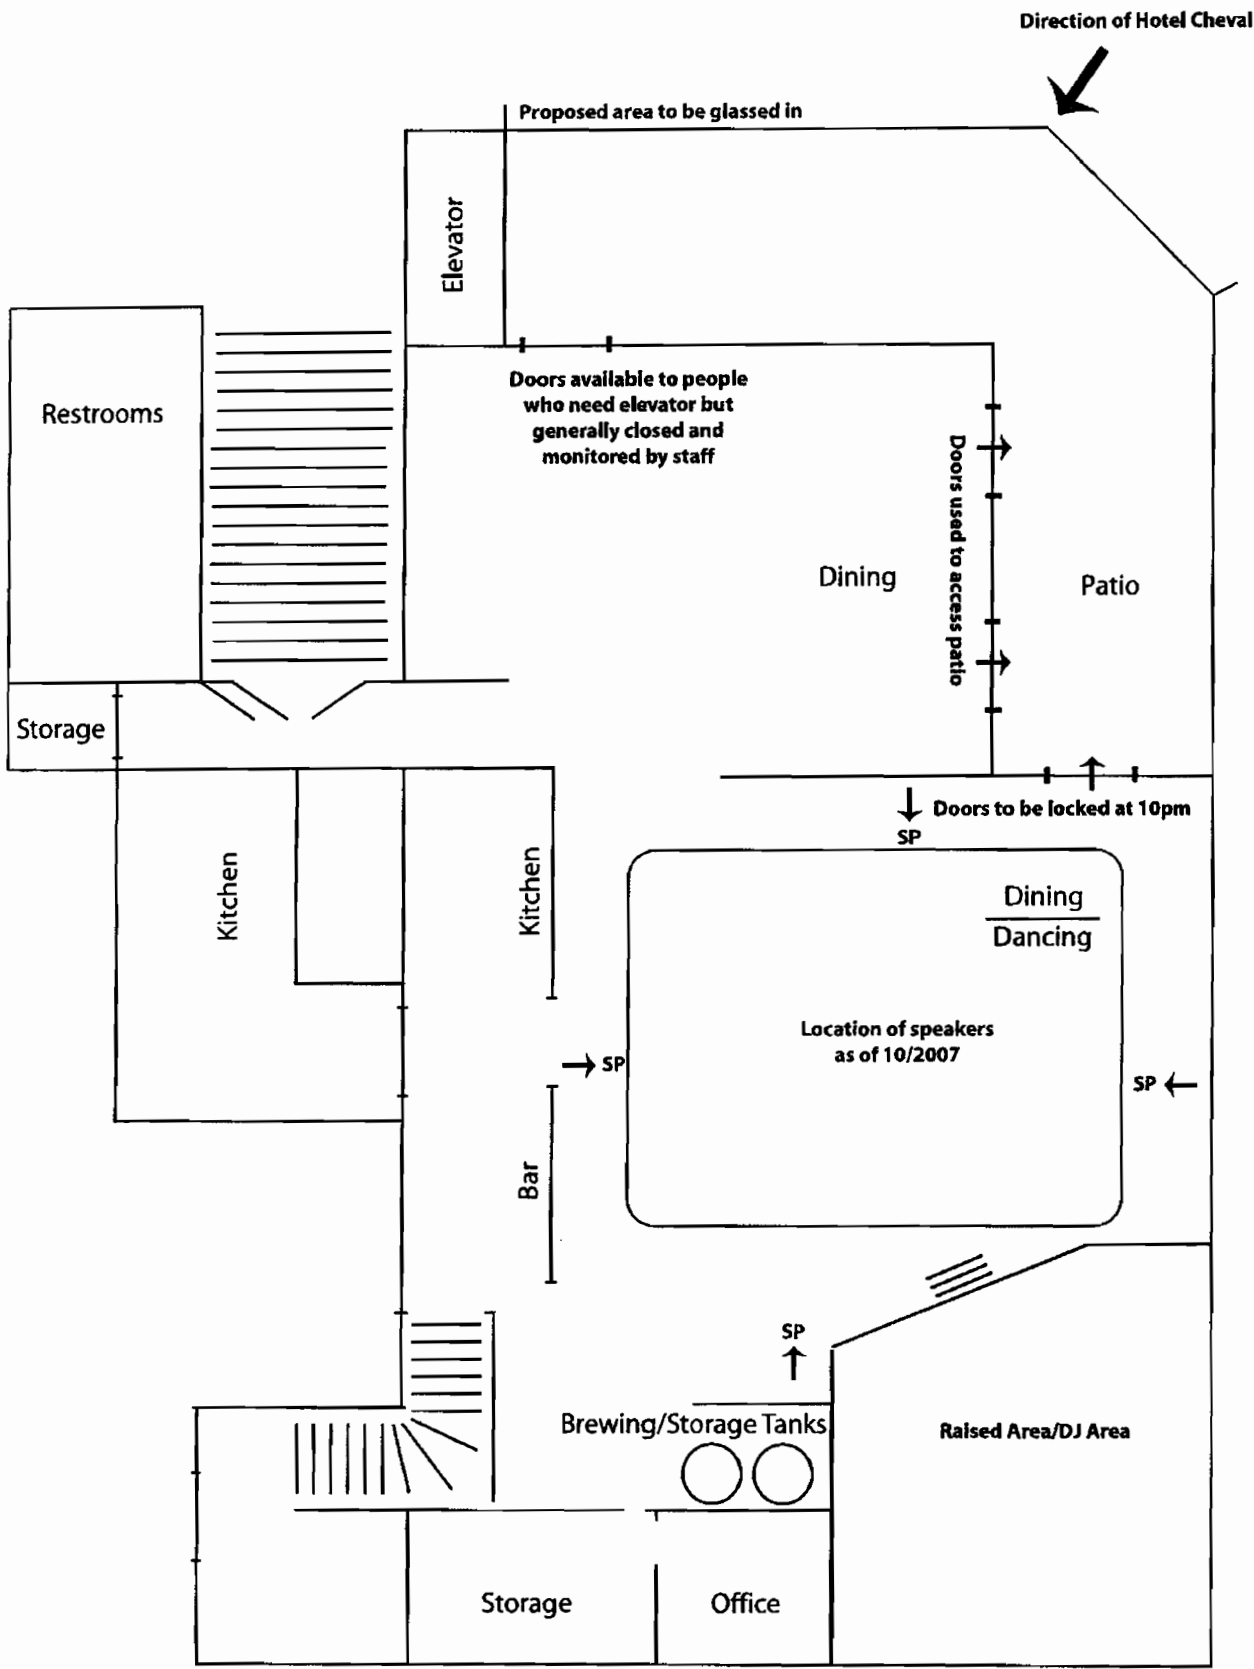 Direction of Hotel Cheval
Proposed area to be glassed in
Elevator
Restrooms
Doors available to people
who need elevator but
generally closed and
monitored by staff
Doors used to access patio
Dining
Patio
Storage
Doors to be locked at 10pm
SP
Kitchen
Kitchen
Dining
Dancing
Location of speakers
as of 10/2007
SP
SP
Bar
SP
Brewing/Storage Tanks
Raised Area/DJ Area
Storage
Office